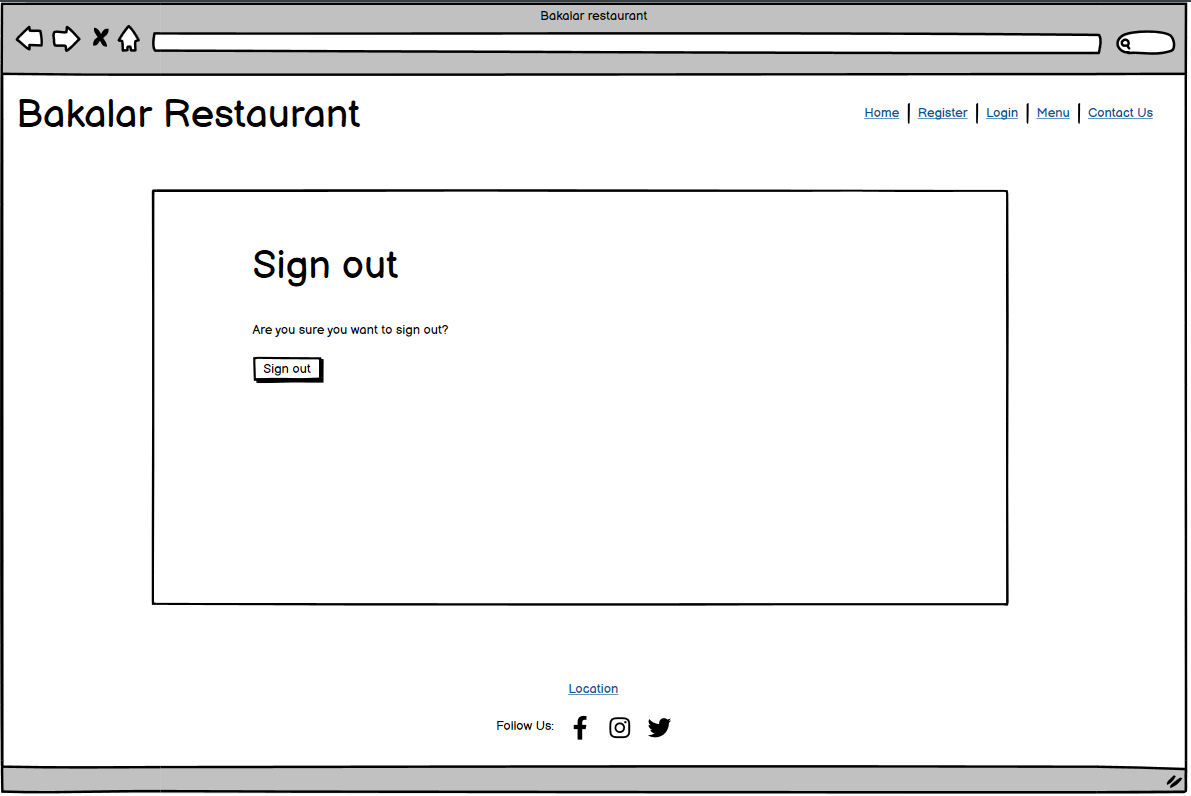 Bakalar restaurant
Bakalar Restaurant
Home Register Login Menu Contact Us
Sign out
Are you sure you want to sign out?
Sign out
Location
Follow Us: